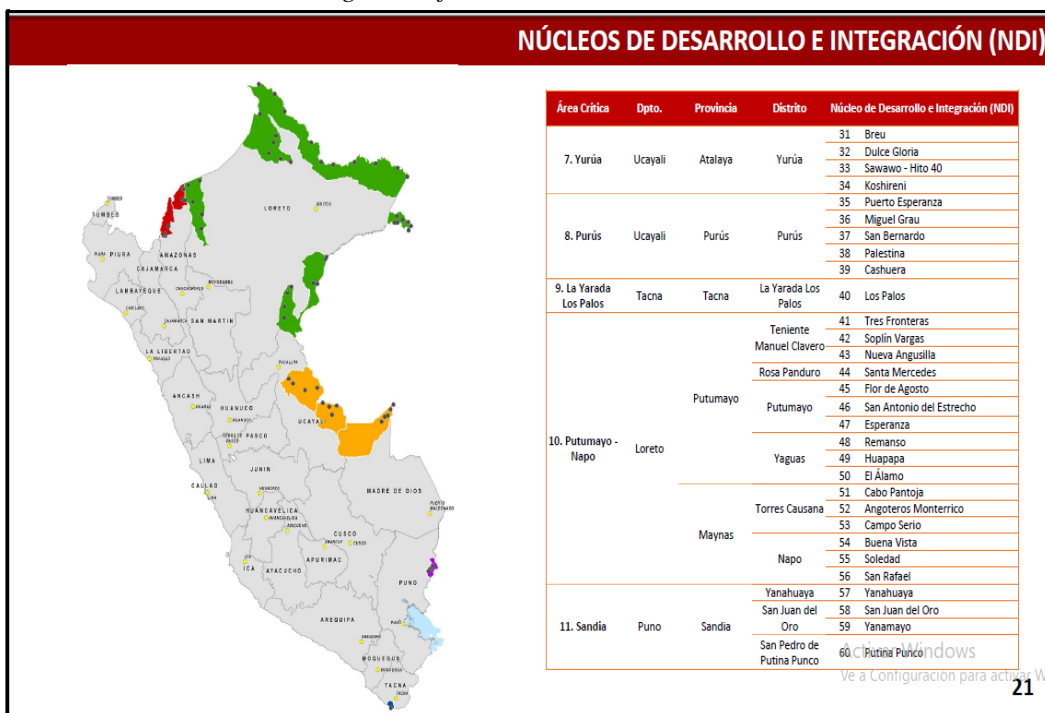 NÚCLEOS DE DESARROLLO E INTEGRACIÓN (NDI)
Área Crítica Dpto. Provincia Distrito Núcleo de Desarrollo e Integración (NDI)
7. Yurúa Ucayali Atalaya Yurúa
31 Breu
32 Dulce Gloria
33 Sawawo - Hito 40
34 Koshireni
8. Purús Ucayali Purús Purús
35 Puerto Esperanza
36 Miguel Grau
37 San Bernardo
38 Palestina
39 Cashuera
9. La Yarada
Los Palos
Tacna Tacna
La Yarada Los
Palos
40 Los Palos
10. Putumayo -
Napo
Loreto
Putumayo
Teniente
Manuel Clavero
41 Tres Fronteras
42 Soplín Vargas
43 Nueva Angusilla
Rosa Panduro 44 Santa Mercedes
Putumayo
45 Flor de Agosto
46 San Antonio del Estrecho
47 Esperanza
Yaguas
48 Remanso
49 Huapapa
50 El Álamo
Maynas
Torres Causana
51 Cabo Pantoja
52 Angoteros Monterrico
53 Campo Serio
Napo
54 Buena Vista
55 Soledad
56 San Rafael
11. Sandia Puno Sandia
Yanahuaya 57 Yanahuaya
San Juan del
Oro
58 San Juan del Oro
59 Yanamayo
San Pedro de
Putina Punco
60 Putina Punco
Activar Windows
Ve a Configuración para activar W
21
TUMBES
PIURA
LORETO
AMAZONAS
CAJAMARCA
LAMBAYEQUE
SAN MARTIN
LA LIBERTAD
ANCASH
HUANUCO
UCAYALI
PASCO
LIMA
JUNIN
CALLAO
MADRE DE DIOS
HUANCAVELICA
CUSCO
ICA
AYACUCHO
APURIMAC
PUNO
AREQUIPA
MOQUEGUA
TACNA